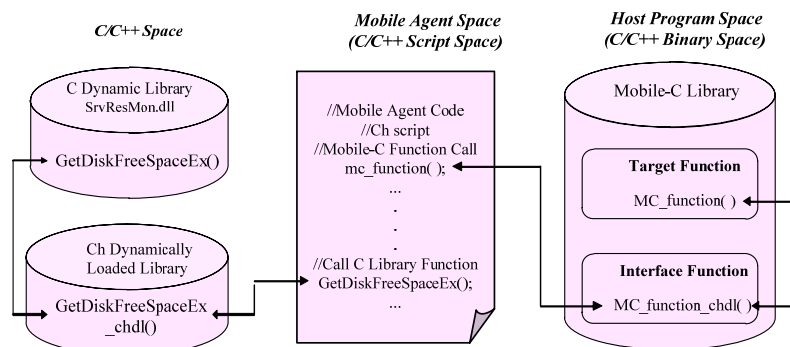 C/C++ Space
C Dynamic Library
SrvResMon.dll
GetDiskFreeSpaceEx()
Ch Dynamically
Loaded Library
GetDiskFreeSpaceEx
_chdl()
Mobile Agent Space
(C/C++ Script Space)
//Mobile Agent Code
//Ch script
//Mobile-C Function Call
mc_function( );
...
.
.
.
.
//Call C Library Function
GetDiskFreeSpaceEx();
...
Host Program Space
(C/C++ Binary Space)
Mobile-C Library
Target Function
MC_function( )
Interface Function
MC_function_chdl( )